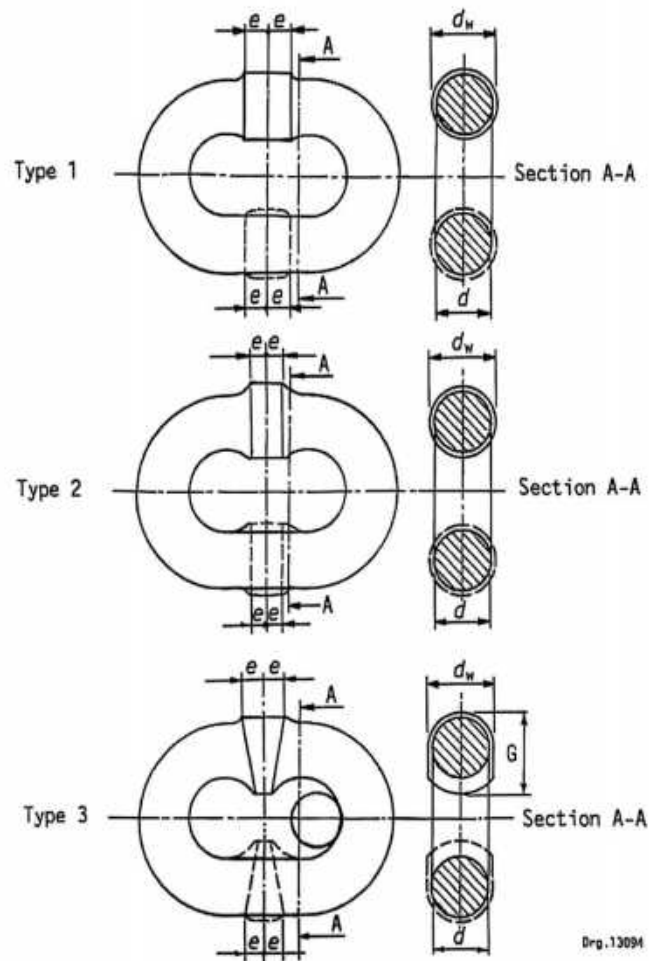 e e
A
d_w
Type 1
Section A-A
e e
A
d
e e
A
d_w
Type 2
Section A-A
e e
A
d
e e
A
d_w
G
Type 3
Section A-A
e e
A
d
Drg.13094